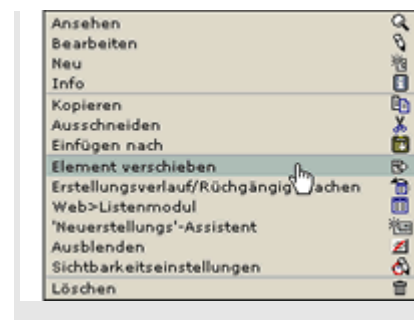 Ansehen
Bearbeiten
Neu
Info
Kopieren
Ausschneiden
Einfügen nach
Element verschieben
Erstellungsverlauf/Rüchgängig machen
Web>Listenmodul
'Neuerstellungs'-Assistent
Ausblenden
Sichtbarkeitseinstellungen
Löschen